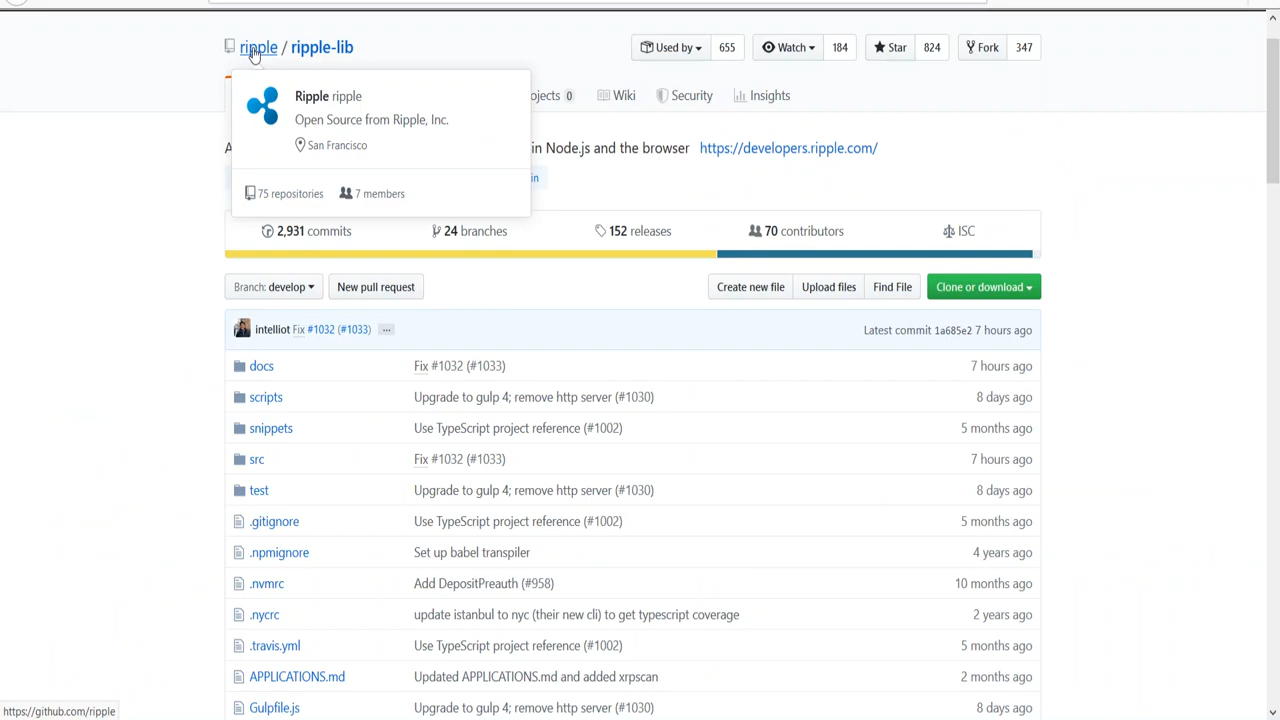 ripple / ripple-lib
Used by 655
Watch 184
Star 824
Fork 347
Ripple ripple
Open Source from Ripple, Inc.
San Francisco
75 repositories 7 members
ojects 0
Wiki
Security
Insights
A
in Node.js and the browser https://developers.ripple.com/
in
2,931 commits
24 branches
152 releases
70 contributors
ISC
Branch: develop
New pull request
Create new file
Upload files
Find File
Clone or download
intelliot Fix #1032 (#1033) ...
Latest commit 1a685e2 7 hours ago
docs Fix #1032 (#1033) 7 hours ago
scripts Upgrade to gulp 4; remove http server (#1030) 8 days ago
snippets Use TypeScript project reference (#1002) 5 months ago
src Fix #1032 (#1033) 7 hours ago
test Upgrade to gulp 4; remove http server (#1030) 8 days ago
.gitignore Use TypeScript project reference (#1002) 5 months ago
.npmignore Set up babel transpiler 4 years ago
.nvmrc Add DepositPreauth (#958) 10 months ago
.nycrc update istanbul to nyc (their new cli) to get typescript coverage 2 years ago
.travis.yml Use TypeScript project reference (#1002) 5 months ago
APPLICATIONS.md Updated APPLICATIONS.md and added xrpscan 2 months ago
Gulpfile.js Upgrade to gulp 4; remove http server (#1030) 8 days ago
https://github.com/ripple